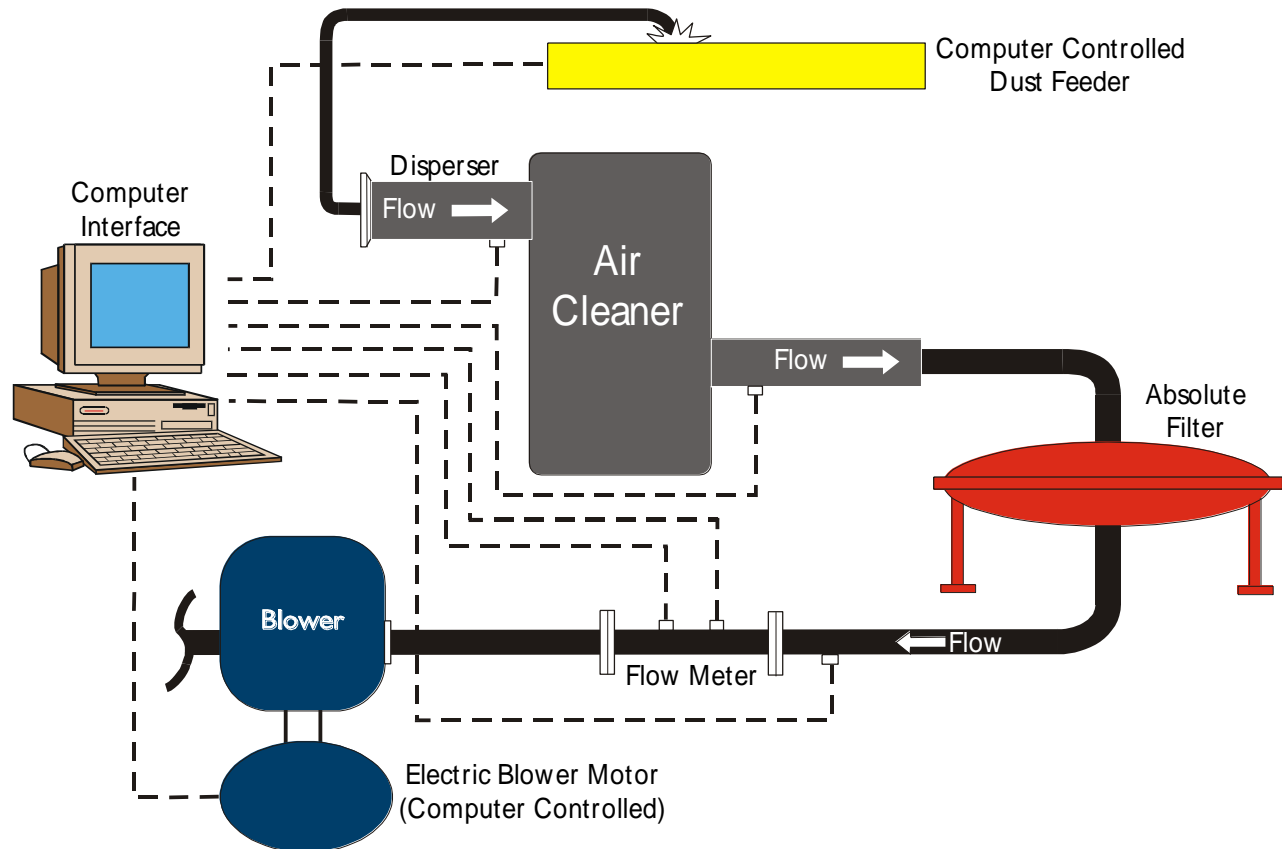 Computer Controlled
Dust Feeder
Disperser
Flow
Computer
Interface
Air
Cleaner
Flow
Absolute
Filter
Blower
Flow
Flow Meter
Electric Blower Motor
(Computer Controlled)